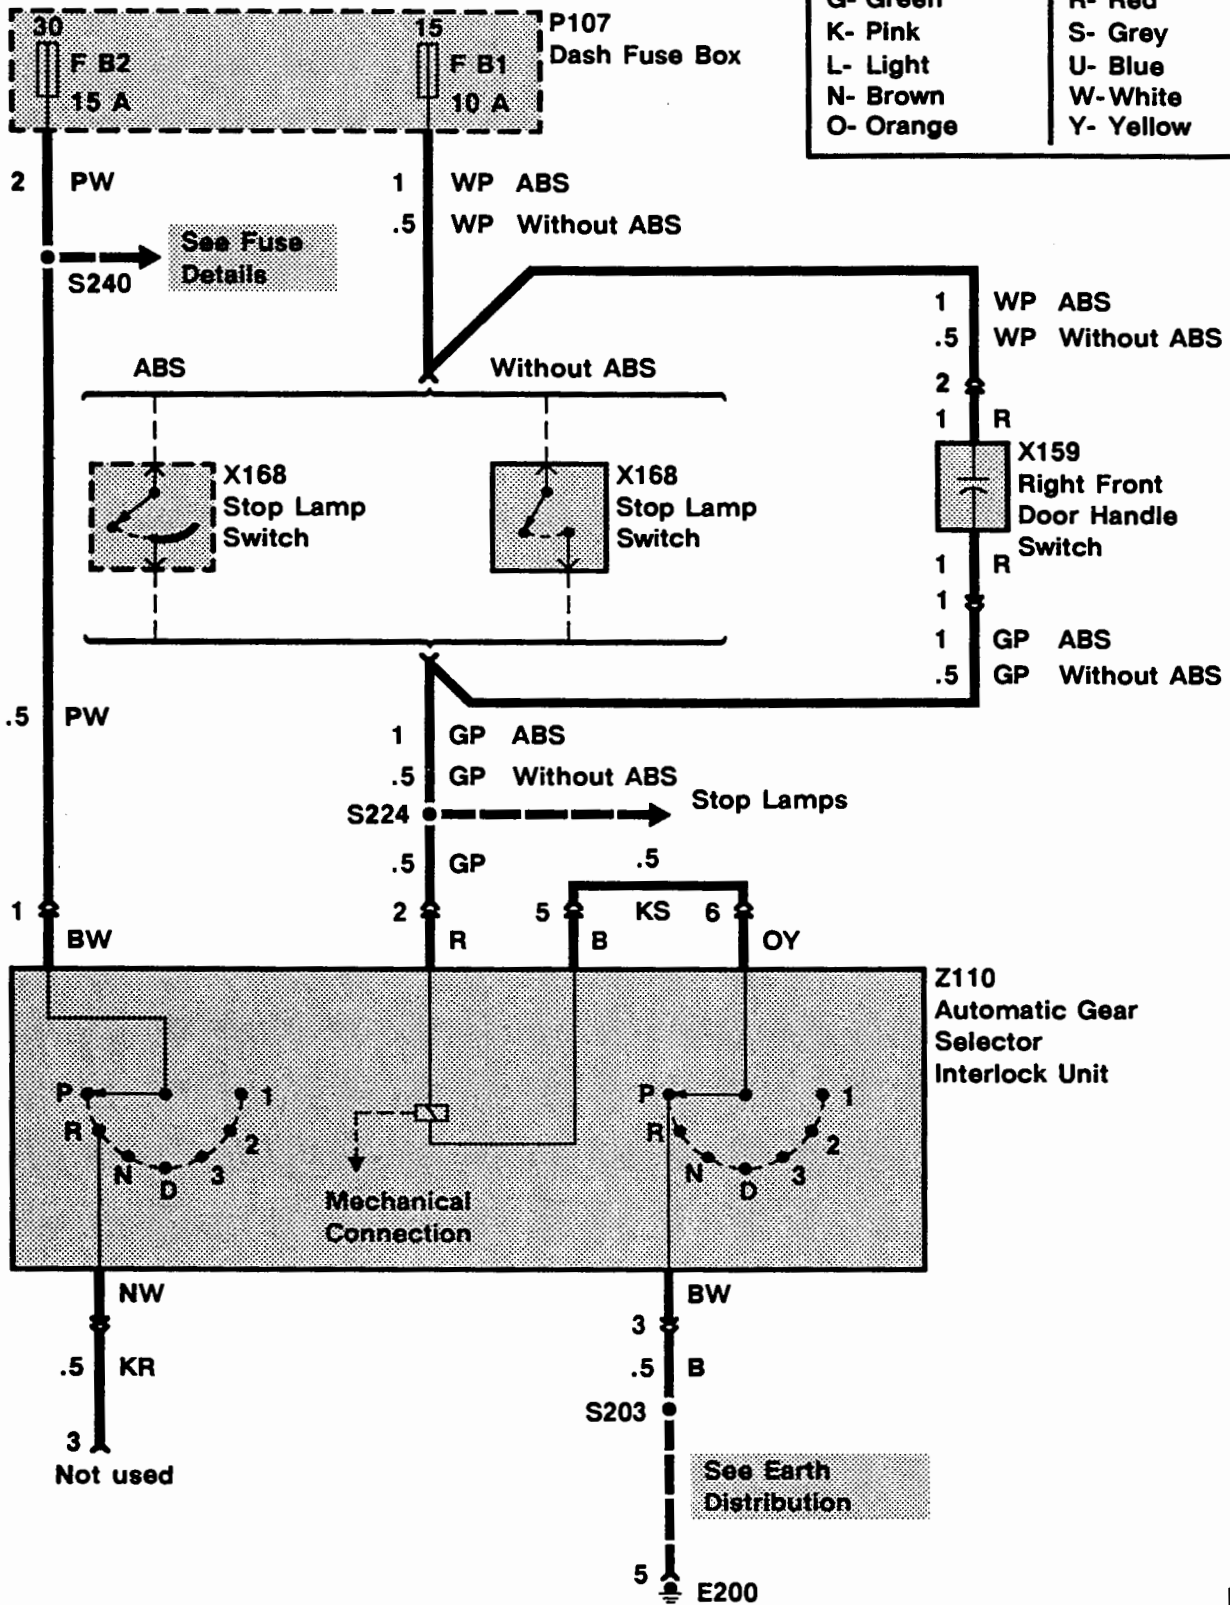 G- Green
R- Red
K- Pink
S- Grey
L- Light
U- Blue
N- Brown
W- White
O- Orange
Y- Yellow
30
15
P107
Dash Fuse Box
F B2
15 A
F B1
10 A
2 PW
1 WP ABS
.5 WP Without ABS
S240
See Fuse
Details
1 WP ABS
.5 WP Without ABS
2
1 R
ABS
Without ABS
X168
Stop Lamp
Switch
X168
Stop Lamp
Switch
X159
Right Front
Door Handle
Switch
1 R
1
1 GP ABS
.5 GP Without ABS
.5 PW
1 GP ABS
.5 GP Without ABS
S224
Stop Lamps
.5 GP
.5
1
2
5 KS 6
BW
R
B
OY
Z110
Automatic Gear
Selector
Interlock Unit
P
R
N
D
3
2
1
Mechanical
Connection
P
R
N
D
3
2
1
NW
BW
3
.5 KR
.5 B
S203
3
Not used
See Earth
Distribution
5
E200